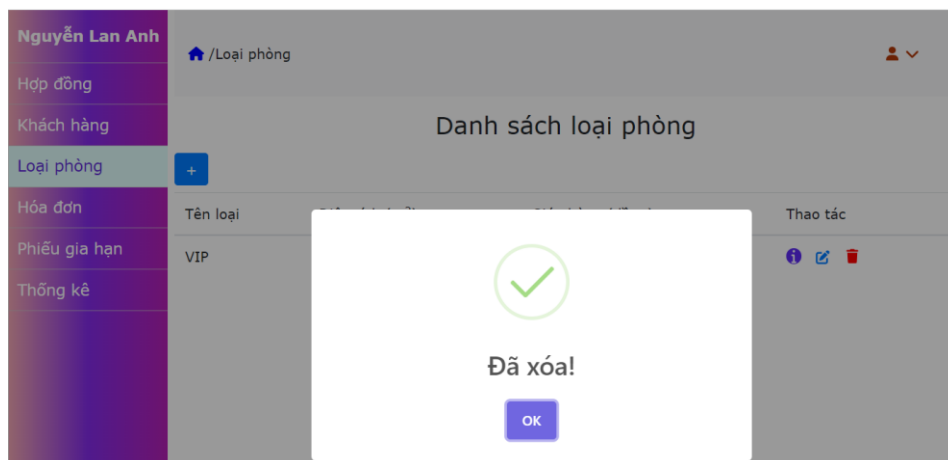 Nguyễn Lan Anh
/Loại phòng
Hợp đồng
Khách hàng
Danh sách loại phòng
Loại phòng
+
Hóa đơn
Tên loại
Thao tác
Phiếu gia hạn
VIP
Thống kê
Đã xóa!
OK